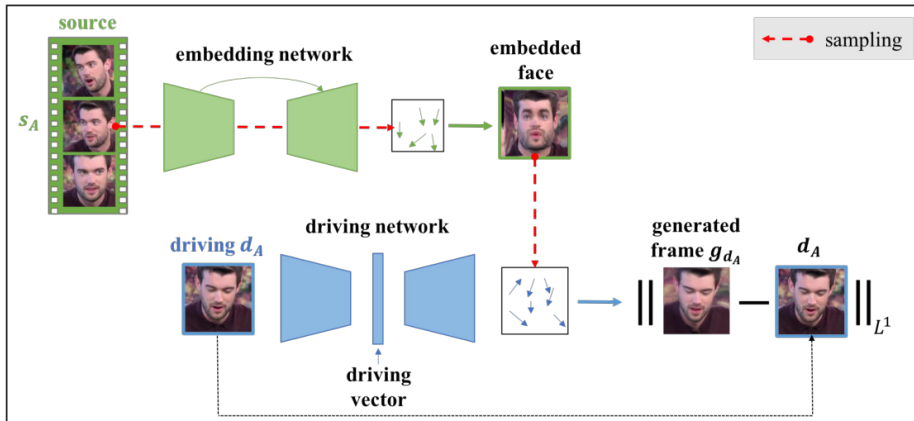 source
embedding network
embedded
face
sampling
s_A
driving network
driving d_A
generated
frame g_{d_A}
d_A
|| — ||_{L^1}
driving
vector